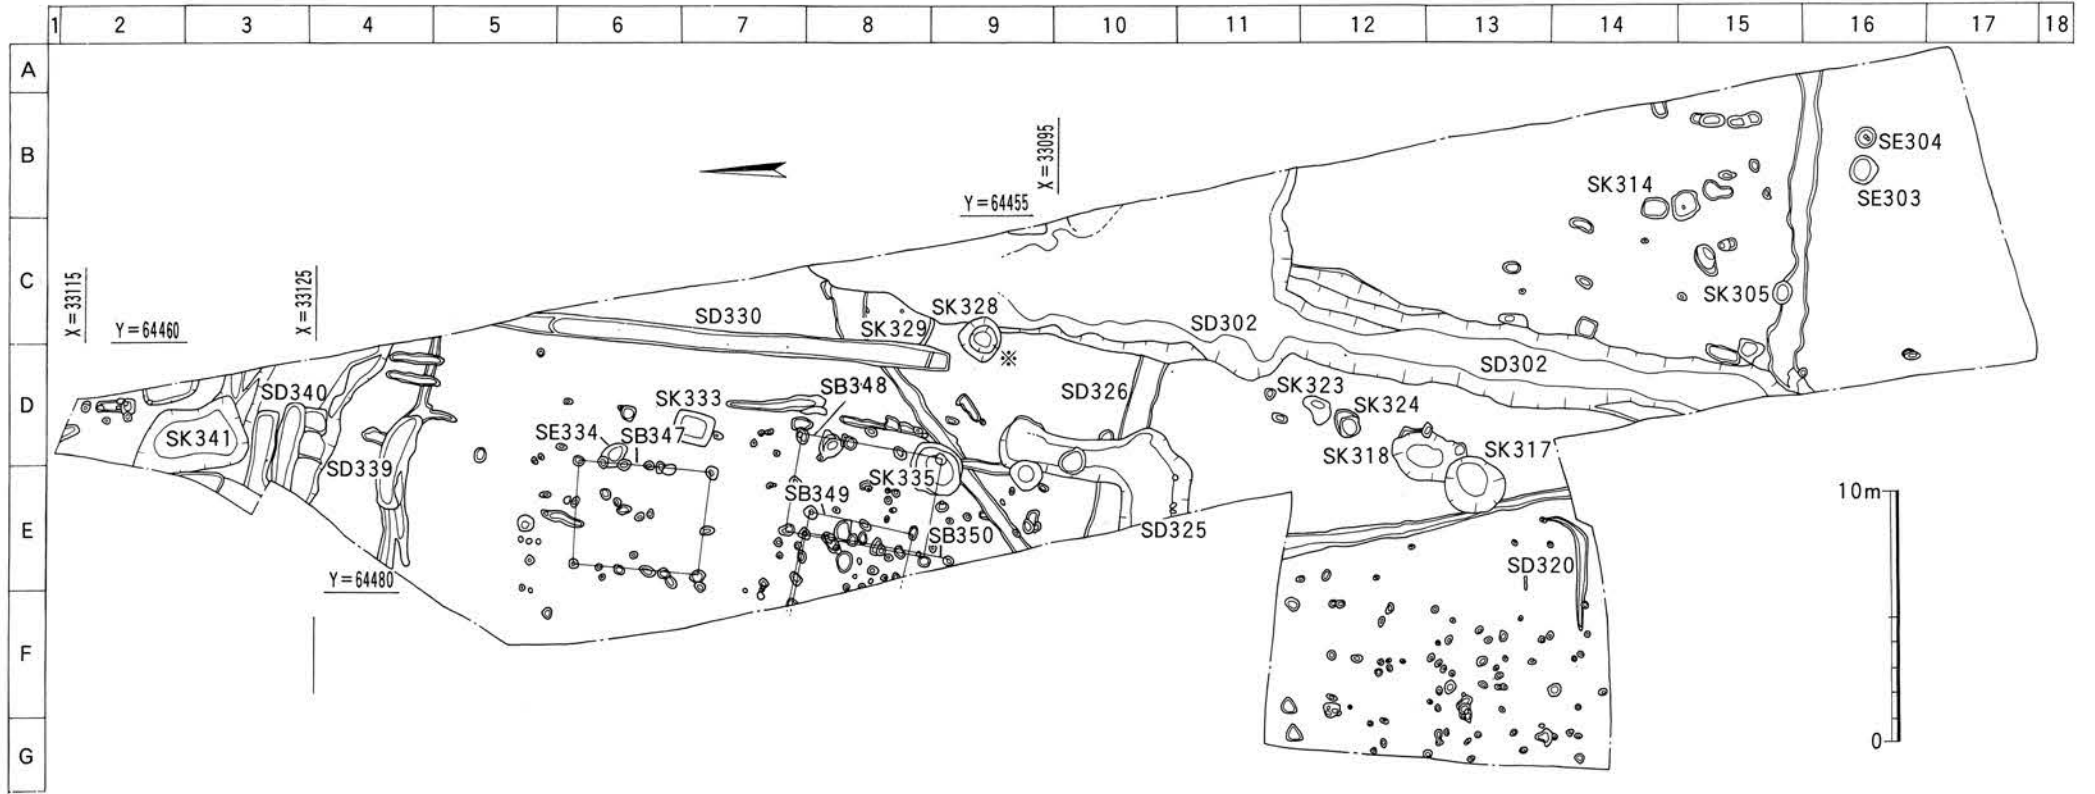 1 2 3 4 5 6 7 8 9 10 11 12 13 14 15 16 17 18
A
B
C
D
E
F
G
X=33115
Y=64460
X=33125
Y=64455
X=33095
Y=64480
SE304
SE303
SK314
SK305
SK328
SD330
SK329
SD302
SD302
※
SD340
SK341
SD339
SK333
SE334
SB347
SB348
SD326
SK323
SK324
SK318
SK317
SK335
SB349
SB350
SD325
SD320
10m
0